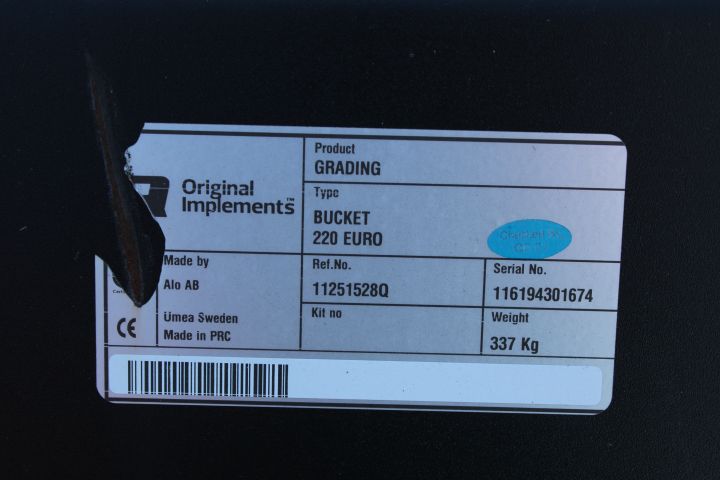 Original
Implements™
Product
GRADING
Type
BUCKET
220 EURO
Made by
Alo AB
Umea Sweden
Made in PRC
CE
Ref.No.
11251528Q
Serial No.
116194301674
Kit no
Weight
337 Kg